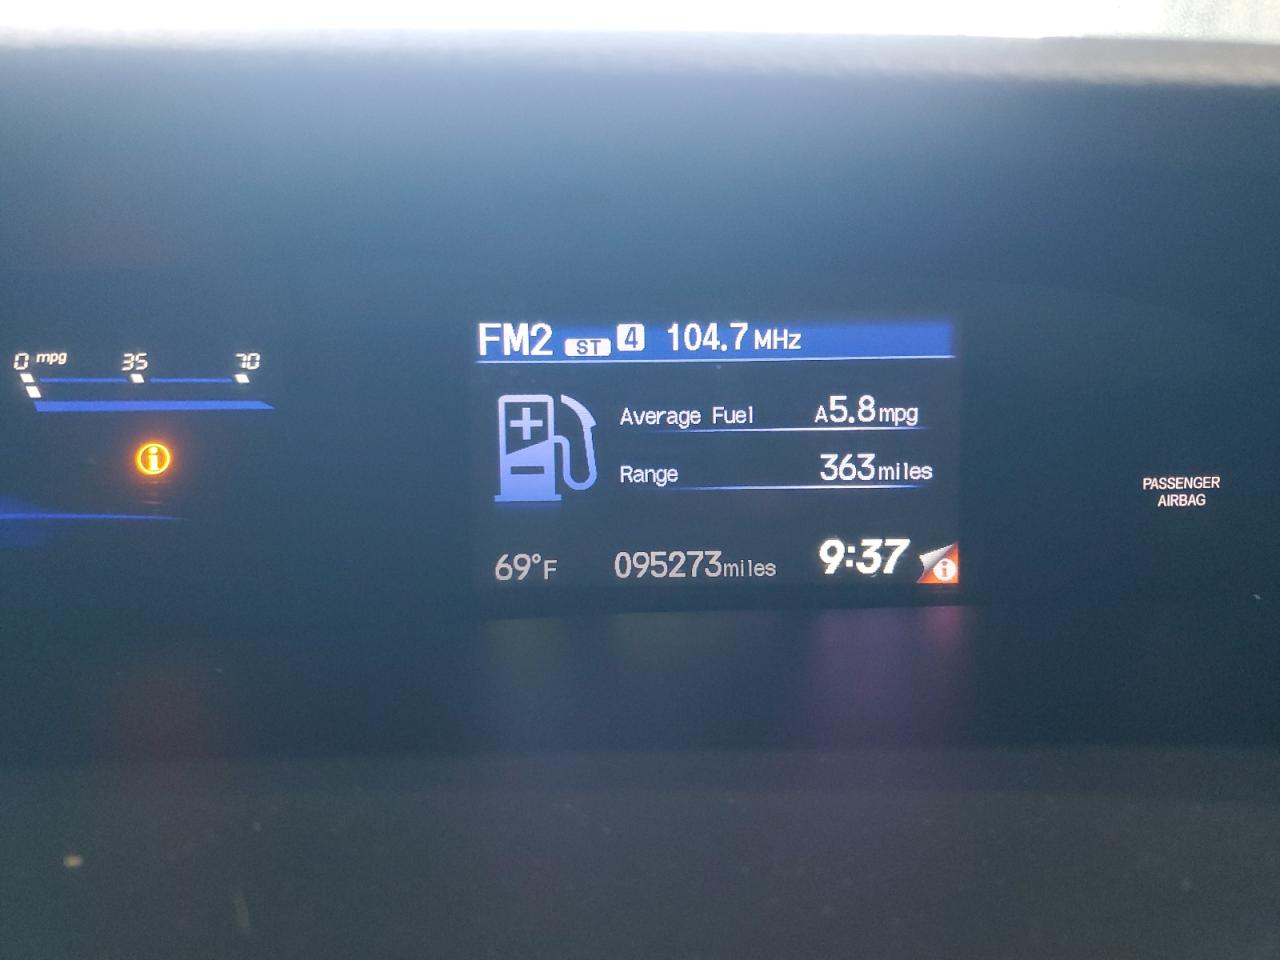 FM2 ST 4 104.7 MHz
0 mpg 35 70
Average Fuel A5.8 mpg
Range 363 miles
PASSENGER
AIRBAG
69°F 095273 miles 9:37